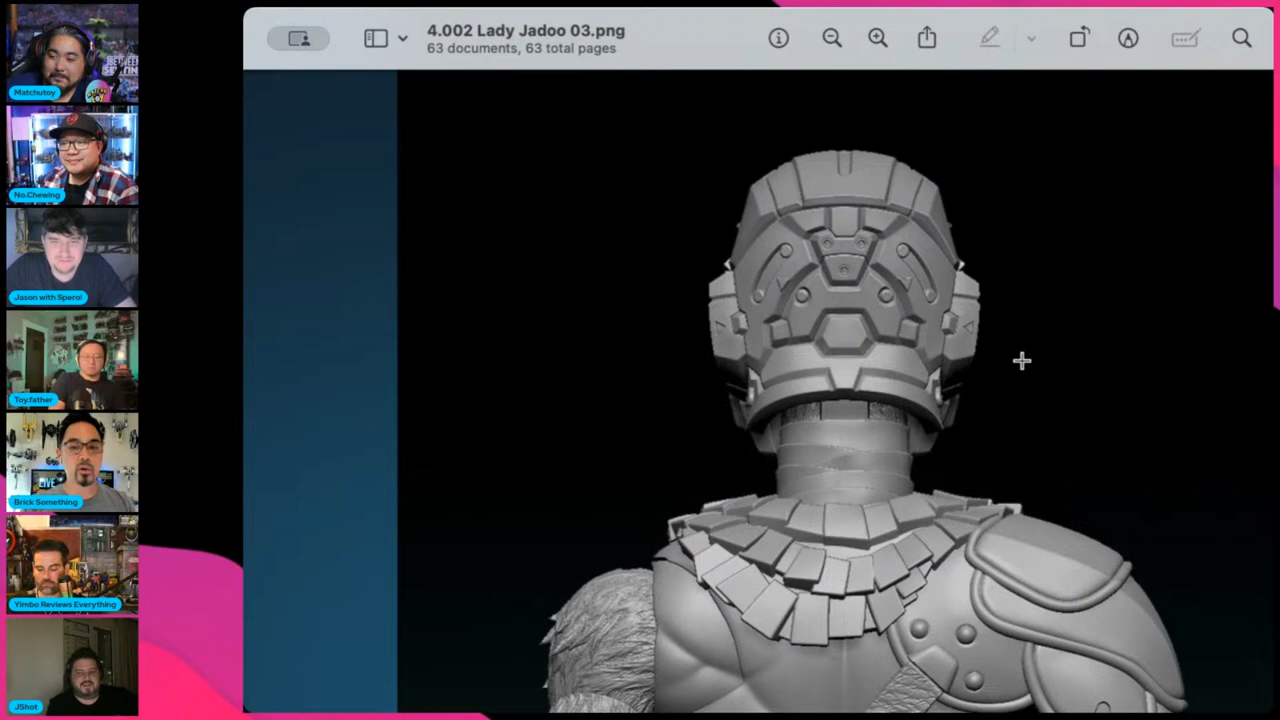 4.002 Lady Jadoo 03.png
63 documents, 63 total pages
Matchutoy
No.Chewing
Jason with Spero!
Toy.father
LIVE
Brick Something
Yimbo Reviews Everything
JShot